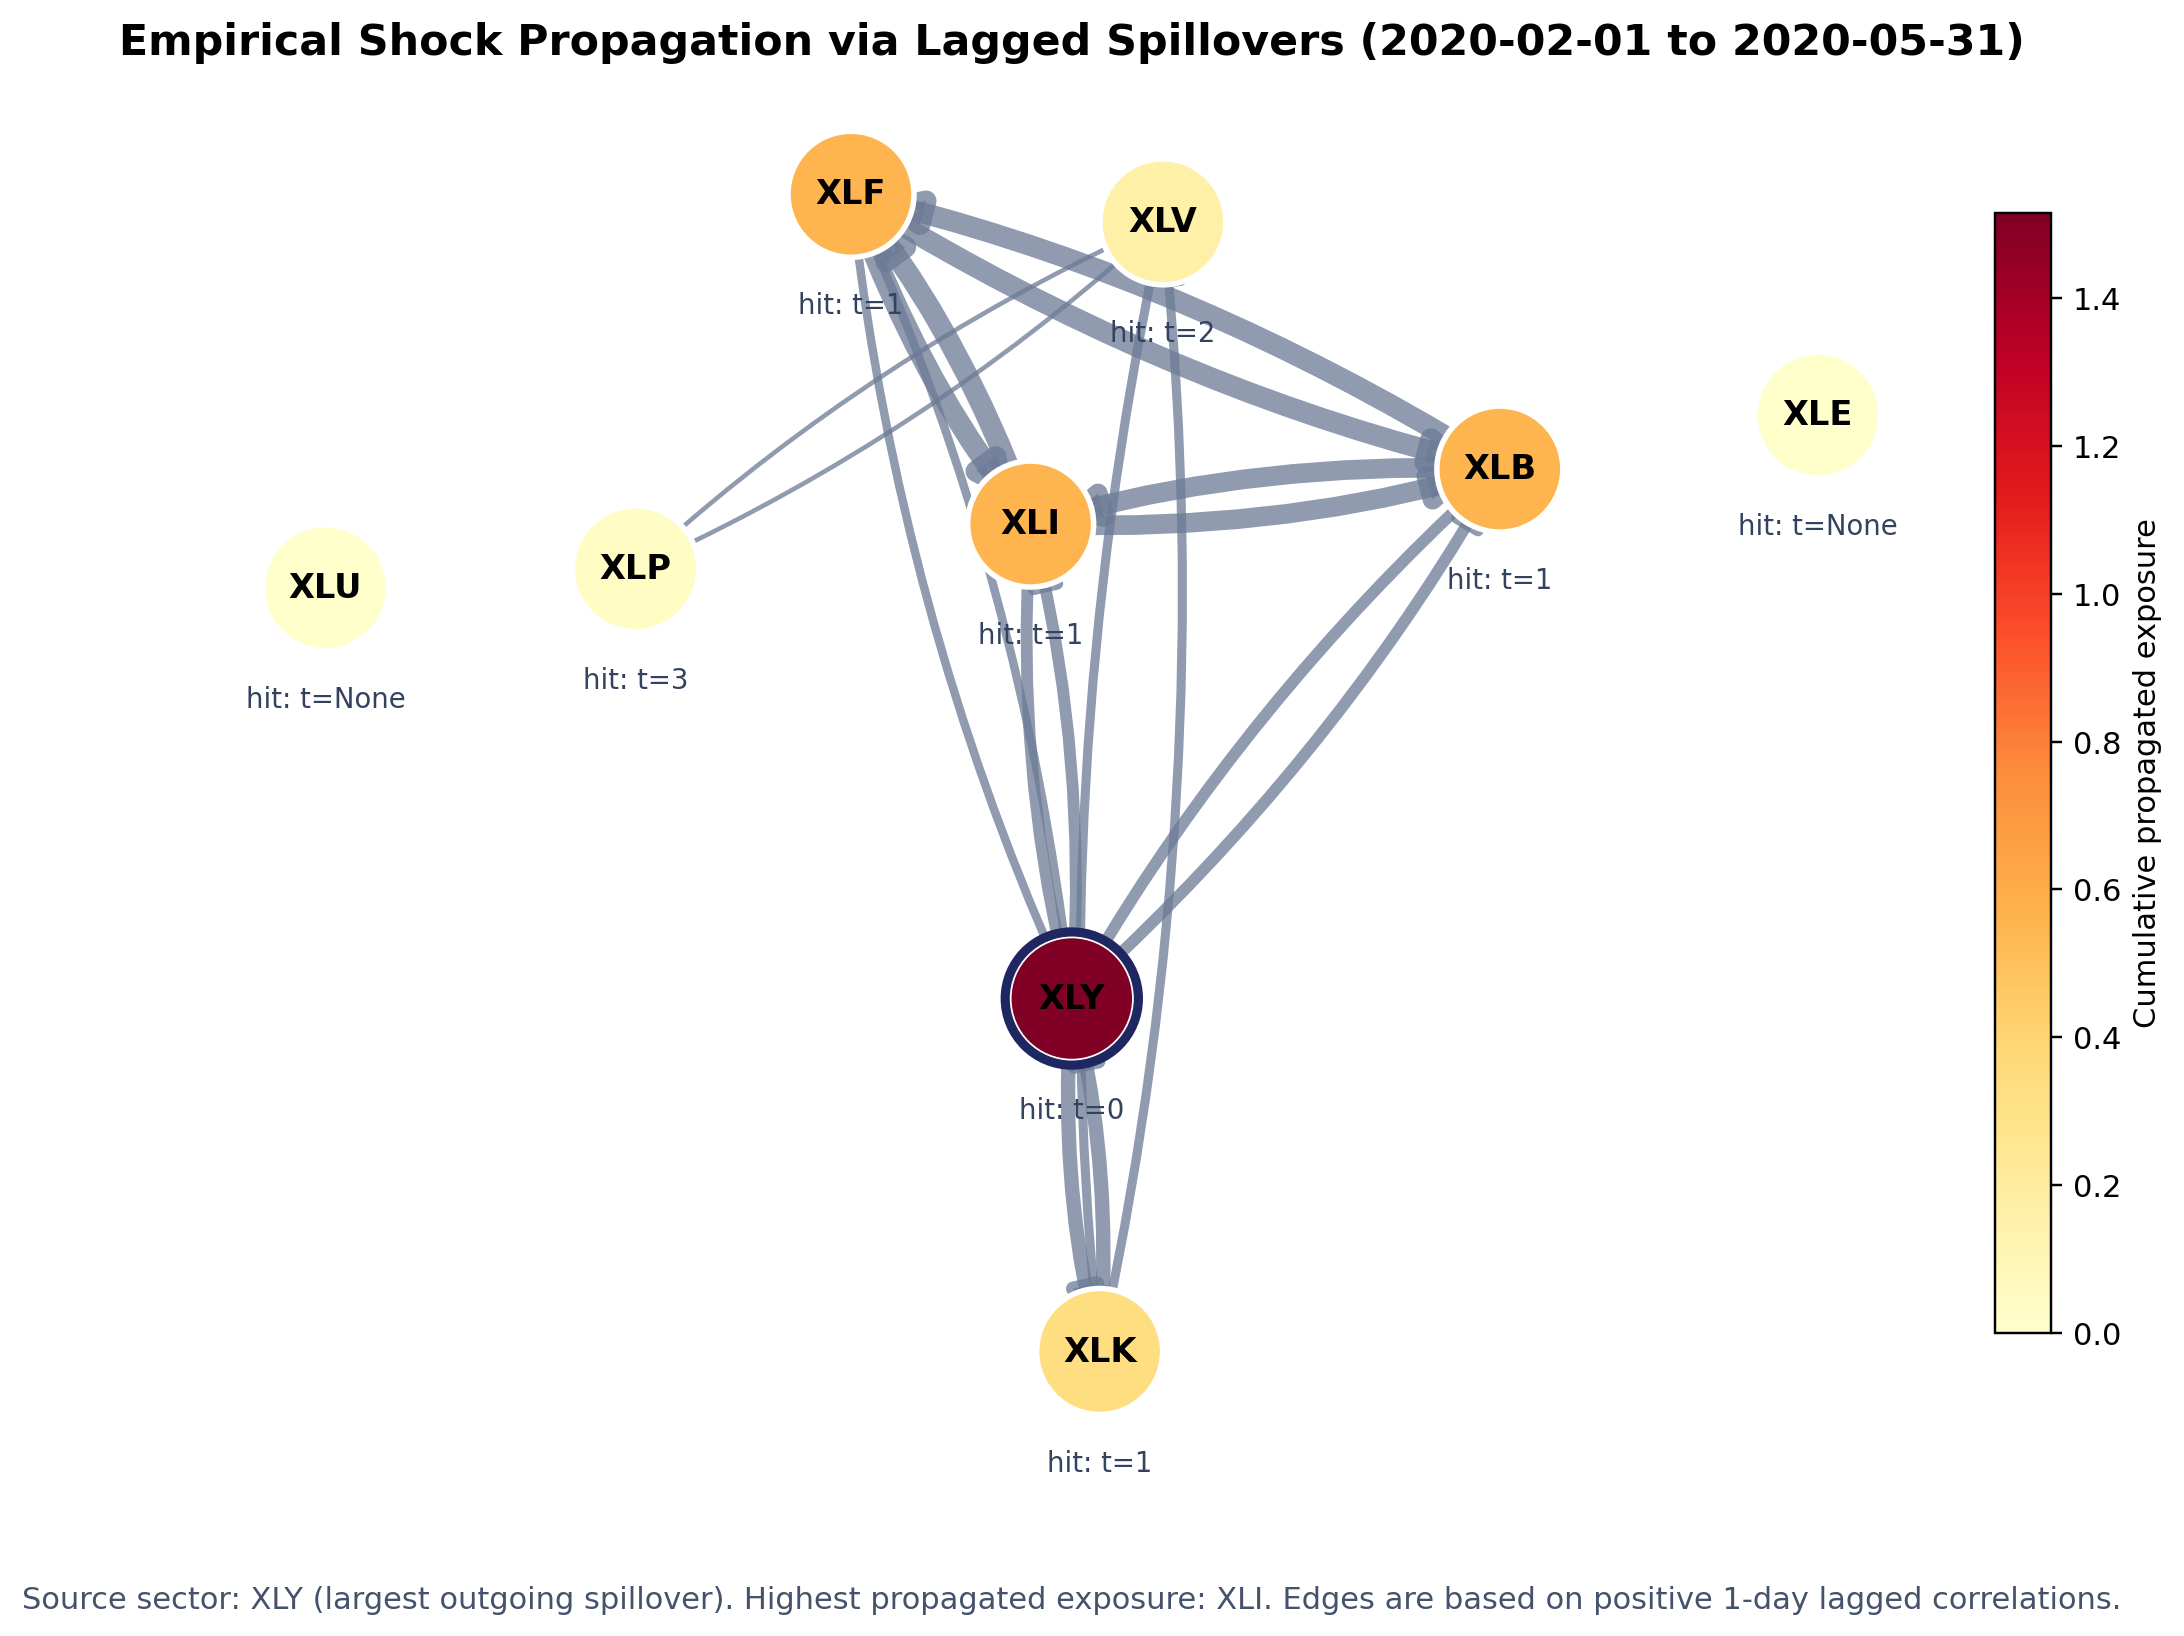 Empirical Shock Propagation via Lagged Spillovers (2020-02-01 to 2020-05-31)
XLF
hit: t=1
XLV
hit: t=2
XLE
hit: t=None
XLB
hit: t=1
XLI
hit: t=1
XLP
hit: t=3
XLU
hit: t=None
XLY
hit: t=0
XLK
hit: t=1
1.4
1.2
1.0
0.8
0.6
0.4
0.2
0.0
Cumulative propagated exposure
Source sector: XLY (largest outgoing spillover). Highest propagated exposure: XLI. Edges are based on positive 1-day lagged correlations.